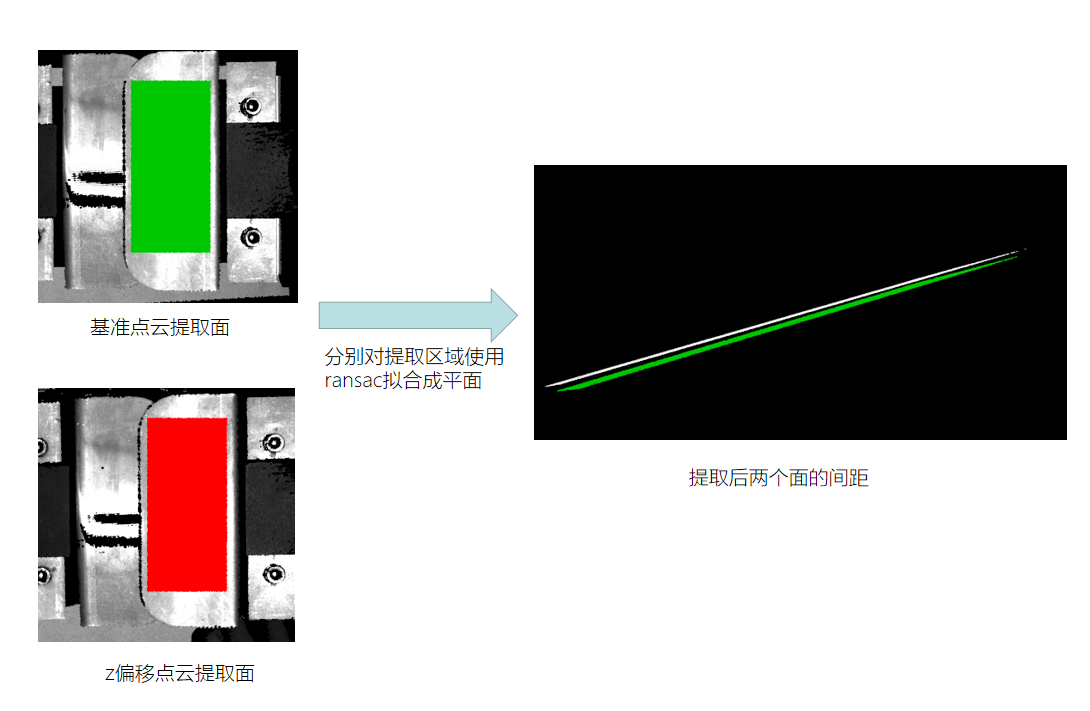 基准点云提取面
分别对提取区域使用
ransac拟合成平面
z偏移点云提取面
提取后两个面的间距